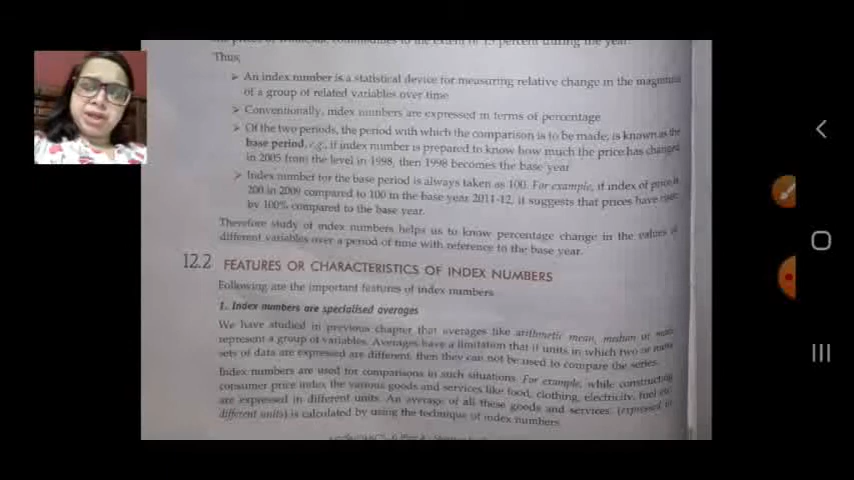 Thus,
➢ An index number is a statistical device for measuring relative change in the magnitude
of a group of related variables over time
➢ Conventionally, index numbers are expressed in terms of percentage
➢ Of the two periods, the period with which the comparison is to be made, is known as the
base period, e.g., if index number is prepared to know how much the price has changed
in 2005 from the level in 1998, then 1998 becomes the base year
➢ Index number for the base period is always taken as 100. For example, if index of price is
200 in 2009 compared to 100 in the base year 2011-12, it suggests that prices have risen
by 100% compared to the base year.
Therefore study of index numbers helps us to know percentage change in the values of
different variables over a period of time with reference to the base year.
12.2 FEATURES OR CHARACTERISTICS OF INDEX NUMBERS
Following are the important features of index numbers
1. Index numbers are specialised averages
We have studied in previous chapter that averages like arithmetic mean, median or mode
represent a group of variables. Averages have a limitation that if units in which two or more
sets of data are expressed are different, then they can not be used to compare the series.
Index numbers are used for comparisons in such situations. For example, while constructing
consumer price index the various goods and services like food, clothing, electricity, fuel etc
are expressed in different units. An average of all these goods and services, (expressed in
different units) is calculated by using the technique of index numbers.